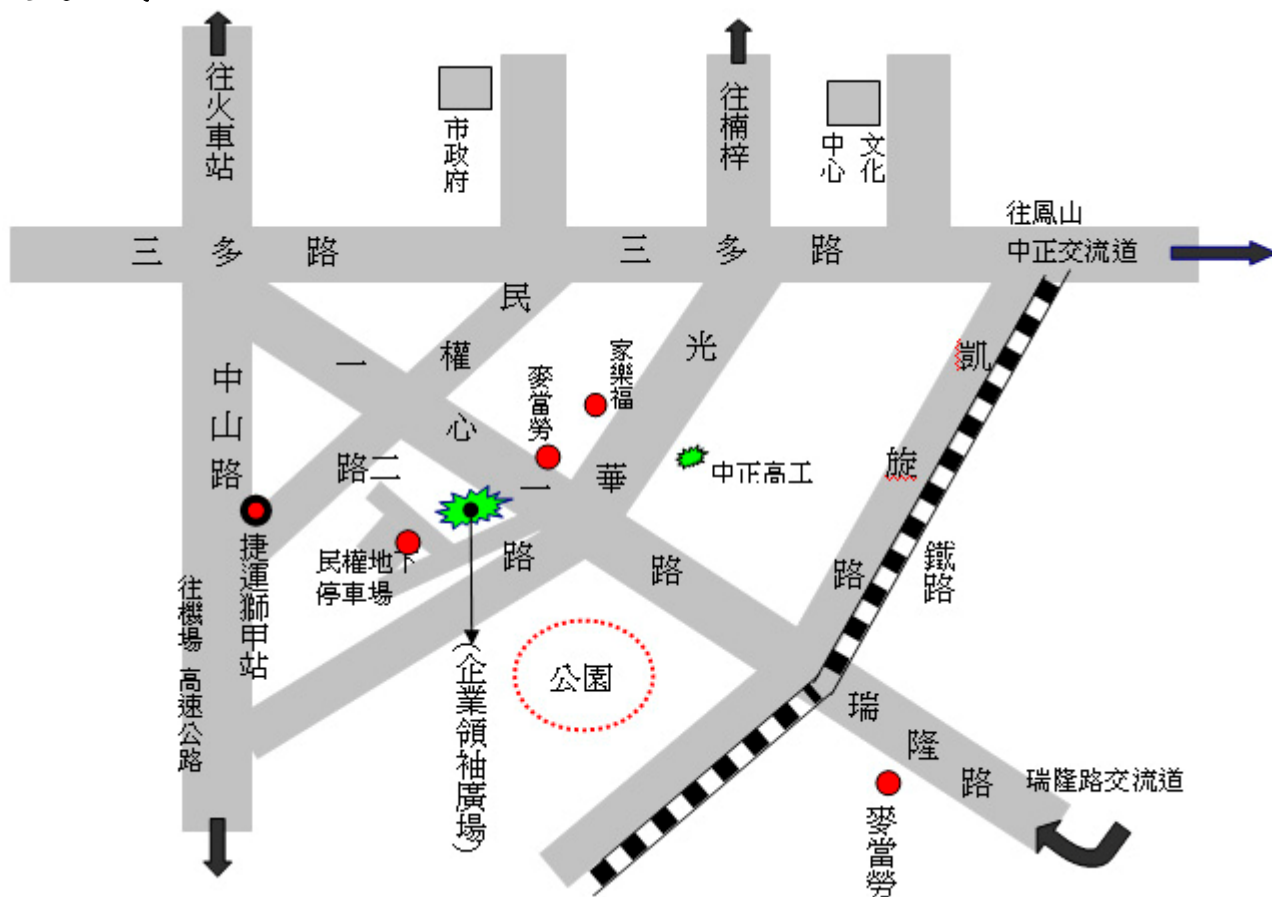 往火車站
市政府
往楠梓
文化
中心
往鳳山
中正交流道
三多路
三多路
民權二路
一心一路
光華路
凱旋路
中山路
家樂福
麥當勞
中正高工
鐵路
捷運獅甲站
民權地下
停車場
往機場 高速公路
(企業領袖廣場)
公園
瑞隆路
瑞隆路交流道
麥當勞